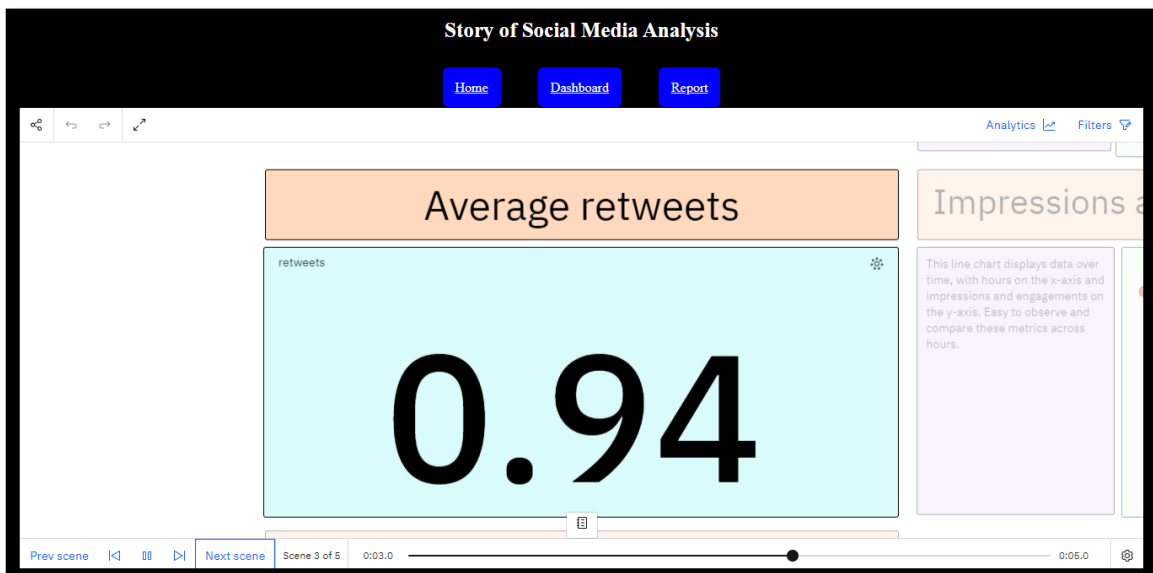 Story of Social Media Analysis
Home Dashboard Report
Analytics Filters
Average retweets
Impressions
retweets
0.94
This line chart displays data over
time, with hours on the x-axis and
impressions and engagements on
the y-axis. Easy to observe and
compare these metrics across
hours.
Prev scene Next scene Scene 3 of 5 0:03.0 0:05.0